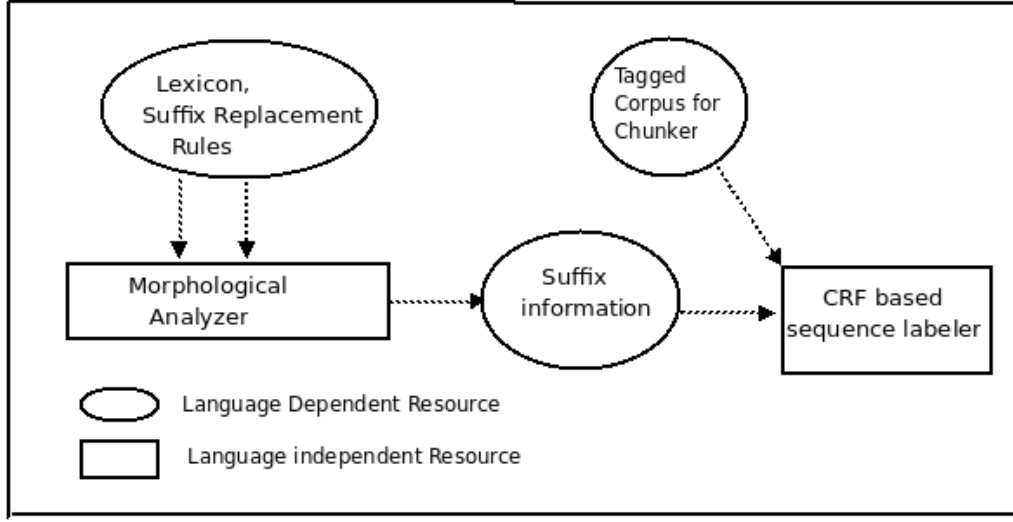 Lexicon,
Suffix Replacement
Rules
Tagged
Corpus for
Chunker
Morphological
Analyzer
Suffix
information
CRF based
sequence labeler
Language Dependent Resource
Language independent Resource